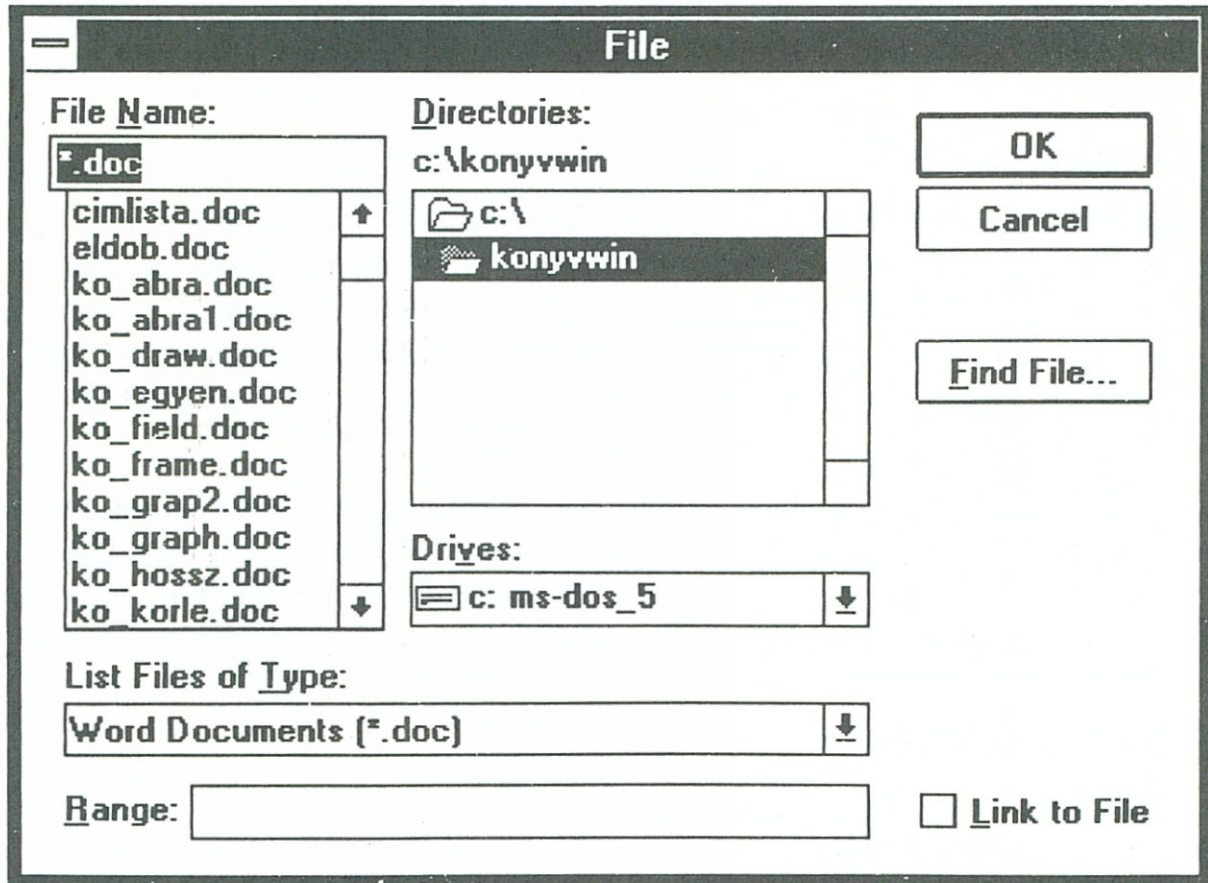 File
File Name:
*.doc
cimlista.doc
eldob.doc
ko_abra.doc
ko_abra1.doc
ko_draw.doc
ko_egyen.doc
ko_field.doc
ko_frame.doc
ko_grap2.doc
ko_graph.doc
ko_hossz.doc
ko_korle.doc
Directories:
c:\konyvwin
c:\
konyvwin
Drives:
c: ms-dos_5
OK
Cancel
Find File...
List Files of Type:
Word Documents (*.doc)
Range:
Link to File